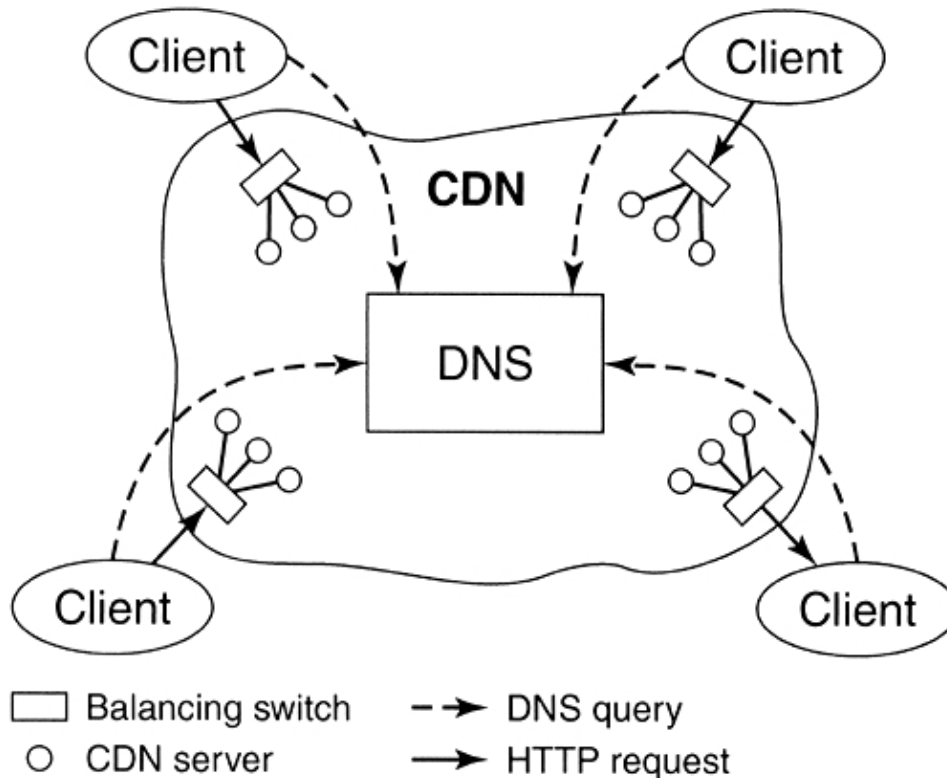 Client
Client
CDN
DNS
Client
Client
Balancing switch
DNS query
CDN server
HTTP request